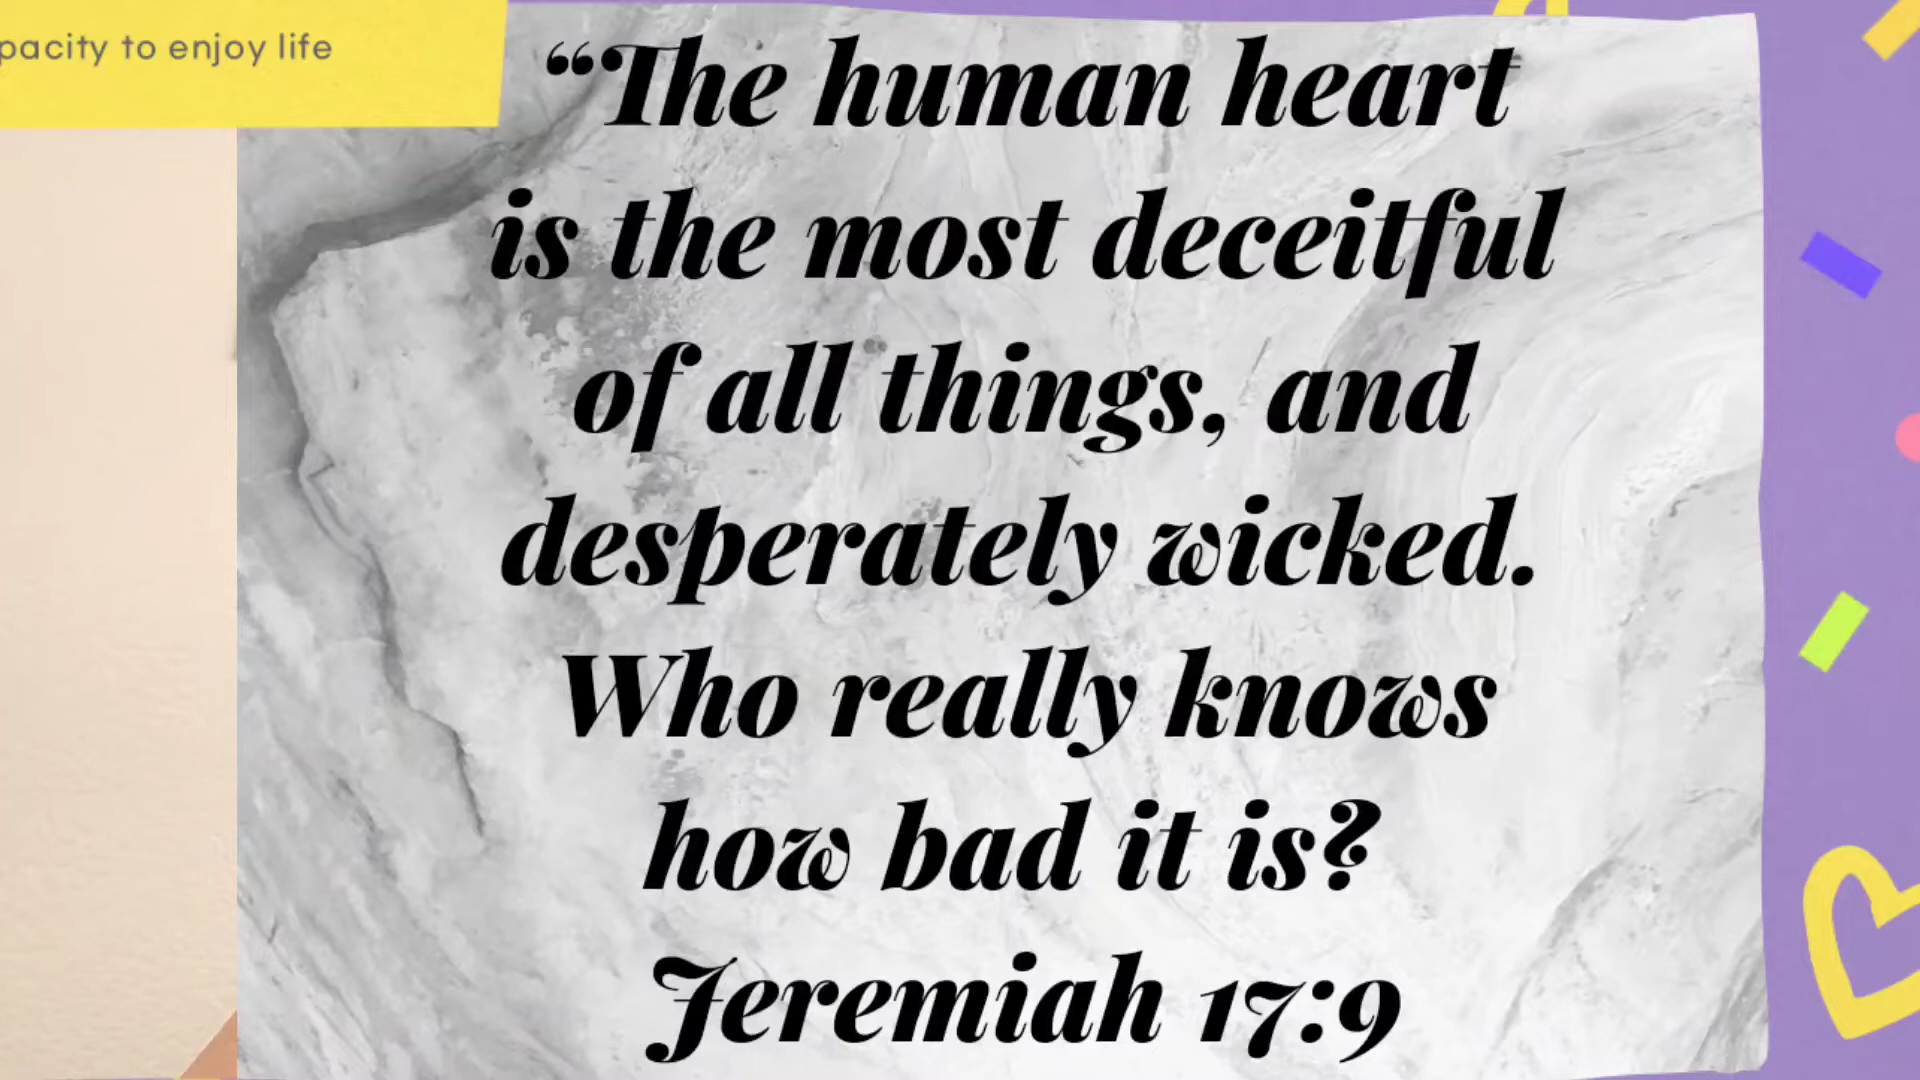 pacity to enjoy life
“The human heart
is the most deceitful
of all things, and
desperately wicked.
Who really knows
how bad it is?
Jeremiah 17:9